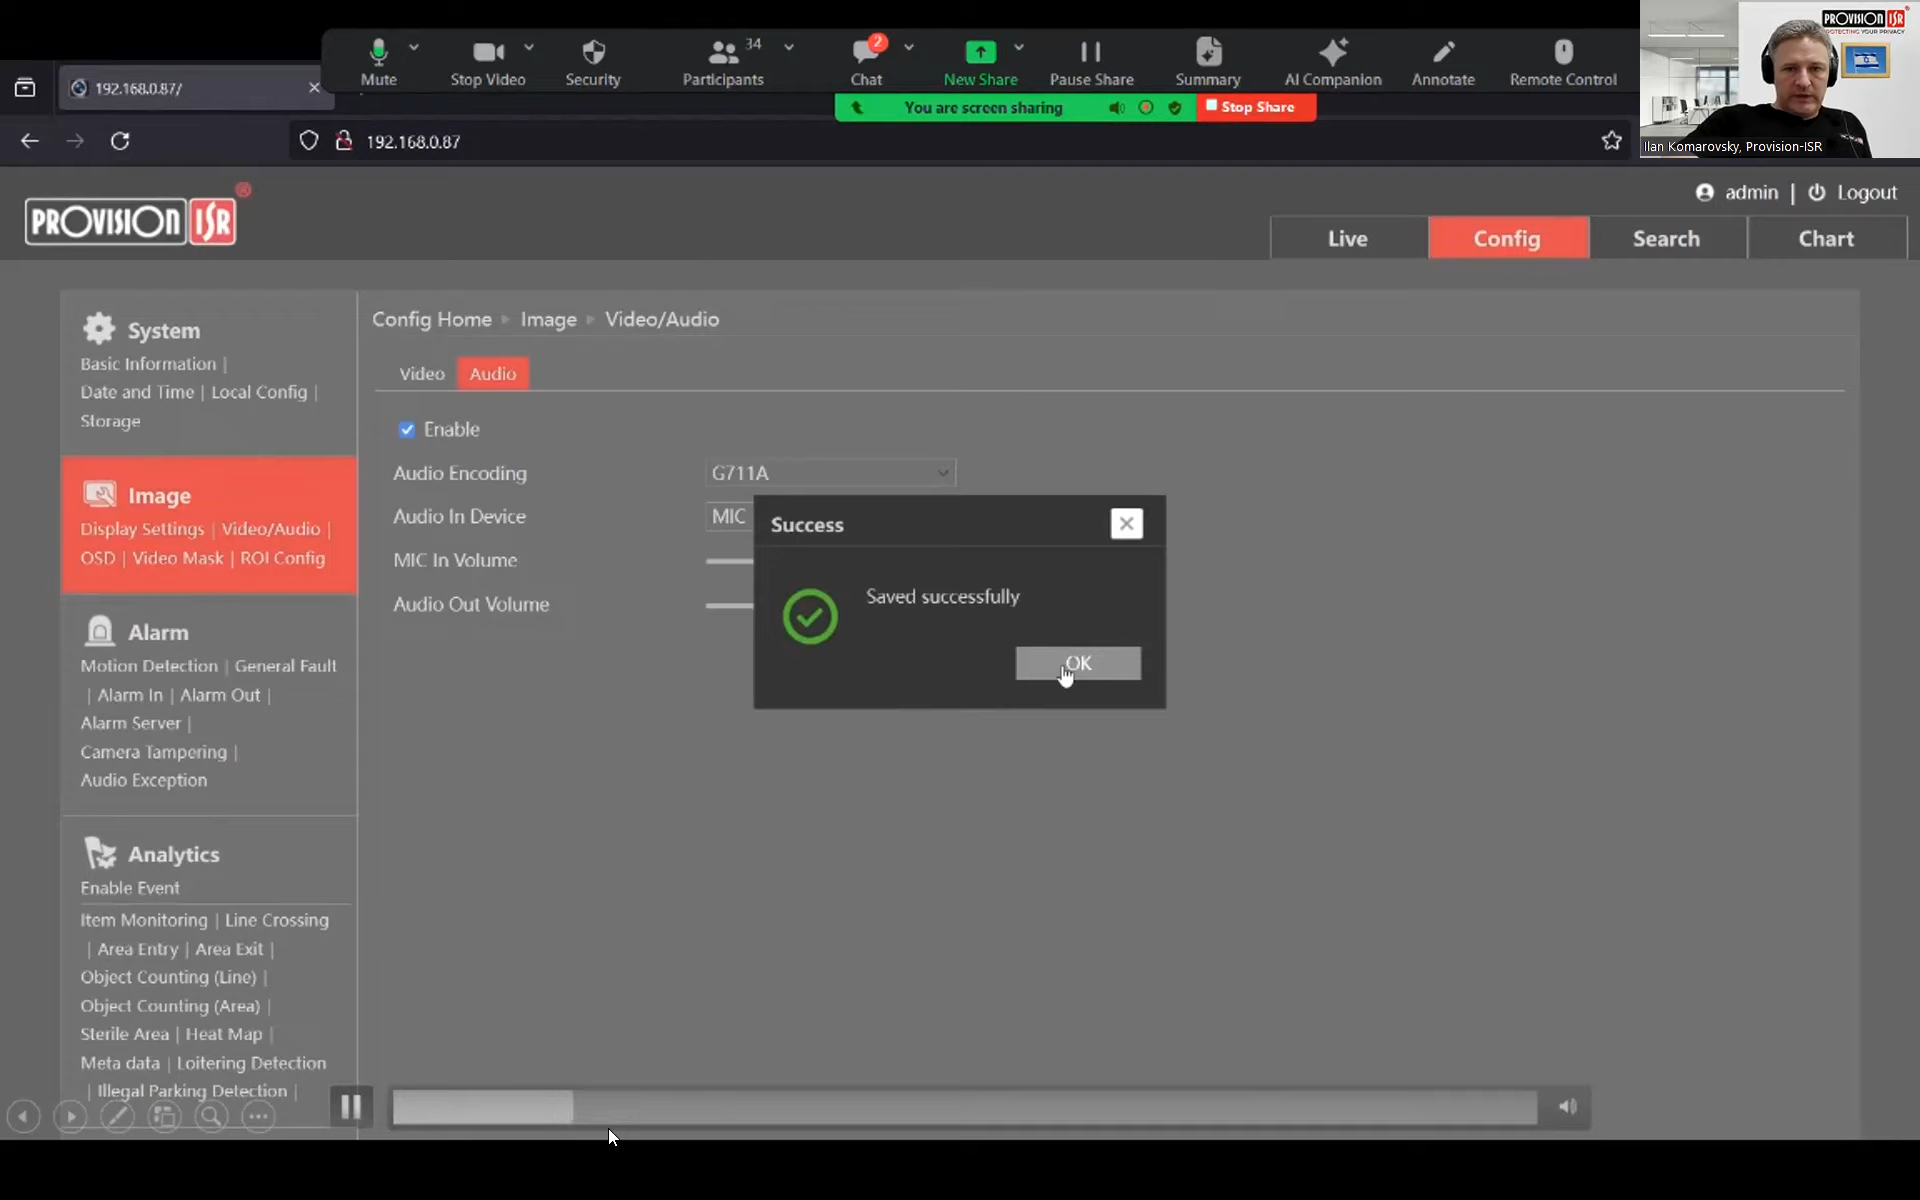 Mute
Stop Video
Security
Participants
34
Chat
2
New Share
Pause Share
Summary
AI Companion
Annotate
Remote Control
You are screen sharing
Stop Share
PROVISION ISR
PROTECTING YOUR PRIVACY
Ilan Komarovsky, Provision-ISR
192.168.0.87/
192.168.0.87
PROVISION ISR
admin | Logout
Live
Config
Search
Chart
System
Basic Information |
Date and Time | Local Config |
Storage
Image
Display Settings | Video/Audio |
OSD | Video Mask | ROI Config
Alarm
Motion Detection | General Fault
| Alarm In | Alarm Out |
Alarm Server |
Camera Tampering |
Audio Exception
Analytics
Enable Event
Item Monitoring | Line Crossing
| Area Entry | Area Exit |
Object Counting (Line) |
Object Counting (Area) |
Sterile Area | Heat Map |
Meta data | Loitering Detection
| Illegal Parking Detection |
Config Home ▸ Image ▸ Video/Audio
Video
Audio
Enable
Audio Encoding
G711A
Audio In Device
MIC
MIC In Volume
Audio Out Volume
Success
Saved successfully
OK